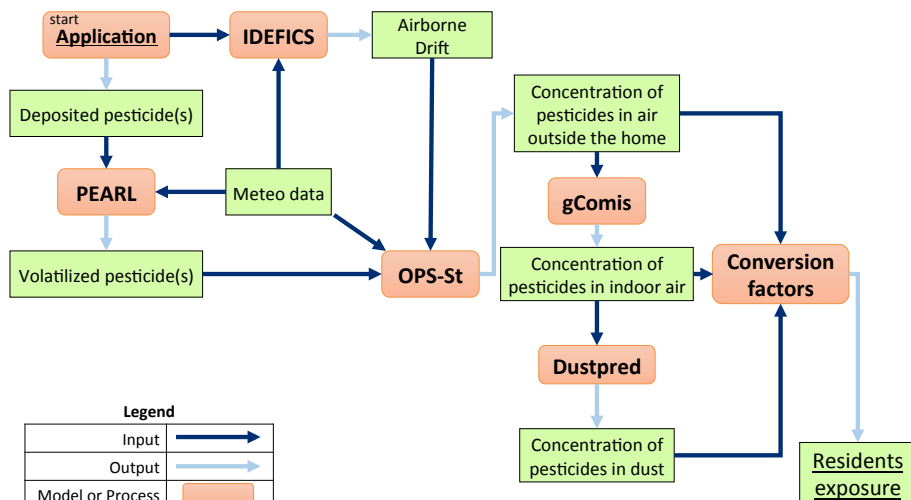 start
Application
IDEFICS
Airborne
Drift
Deposited pesticide(s)
PEARL
Meteo data
Volatilized pesticide(s)
OPS-St
Concentration of
pesticides in air
outside the home
gComis
Concentration of
pesticides in indoor air
Conversion
factors
Dustpred
Concentration of
pesticides in dust
Residents
exposure
Legend
Input
Output
Model or Process